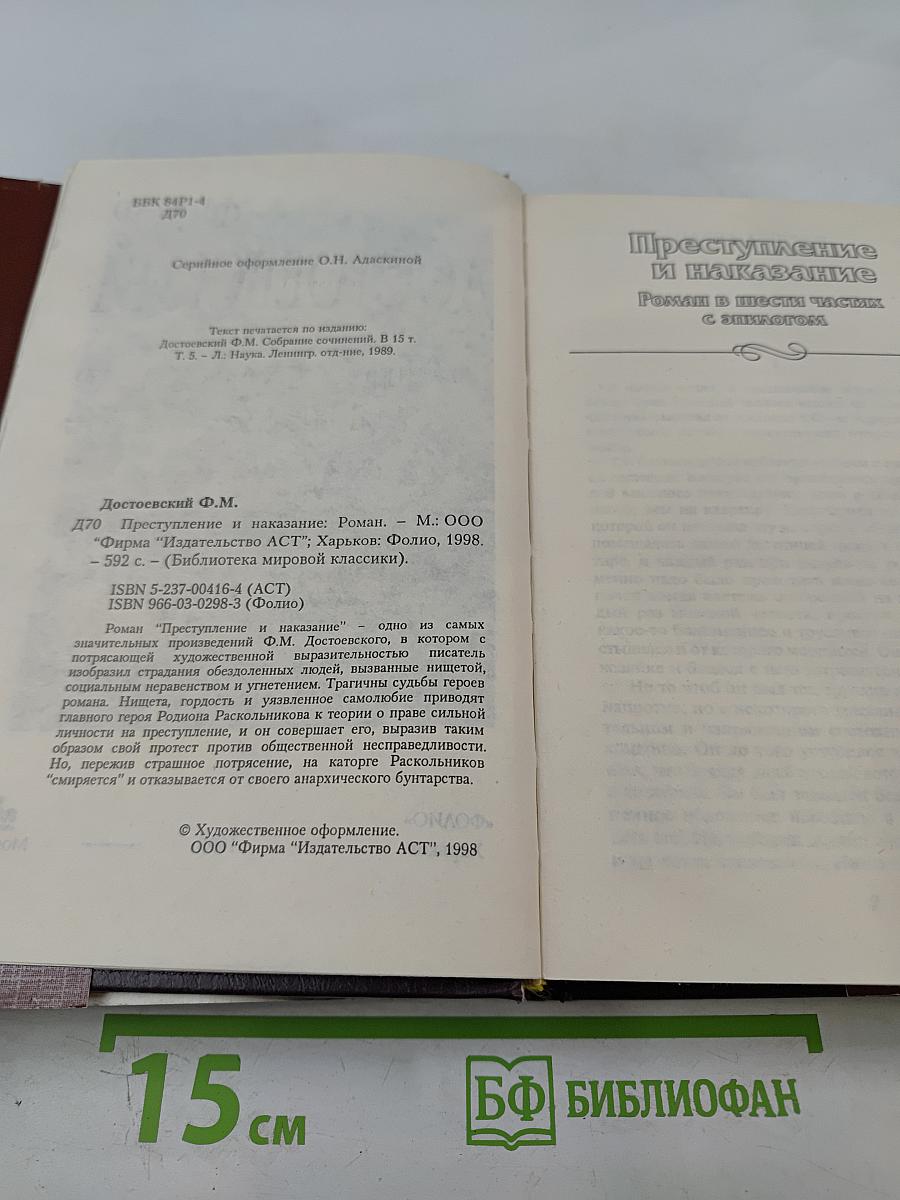 ББК 84Р1-4
Д70
Серийное оформление О.Н. Адаскиной
Текст печатается по изданию:
Достоевский Ф.М. Собрание сочинений. В 15 т.
Т. 5. – Л.: Наука. Ленингр. отд-ние, 1989.
Достоевский Ф.М.
Д70 Преступление и наказание: Роман. – М.: ООО
"Фирма "Издательство АСТ"; Харьков: Фолио, 1998.
– 592 с. – (Библиотека мировой классики).
ISBN 5-237-00416-4 (АСТ)
ISBN 966-03-0298-3 (Фолио)
Роман "Преступление и наказание" – одно из самых
значительных произведений Ф.М. Достоевского, в котором с
потрясающей художественной выразительностью писатель
изобразил страдания обездоленных людей, вызванные нищетой,
социальным неравенством и угнетением. Трагичны судьбы героев
романа. Нищета, гордость и уязвленное самолюбие приводят
главного героя Родиона Раскольникова к теории о праве сильной
личности на преступление, и он совершает его, выразив таким
образом свой протест против общественной несправедливости.
Но, пережив страшное потрясение, на каторге Раскольников
"смиряется" и отказывается от своего анархического бунтарства.
© Художественное оформление.
ООО "Фирма "Издательство АСТ", 1998
Преступление
и наказание
Роман в шести частях
с эпилогом
15 см
БФ БИБЛИОФАН